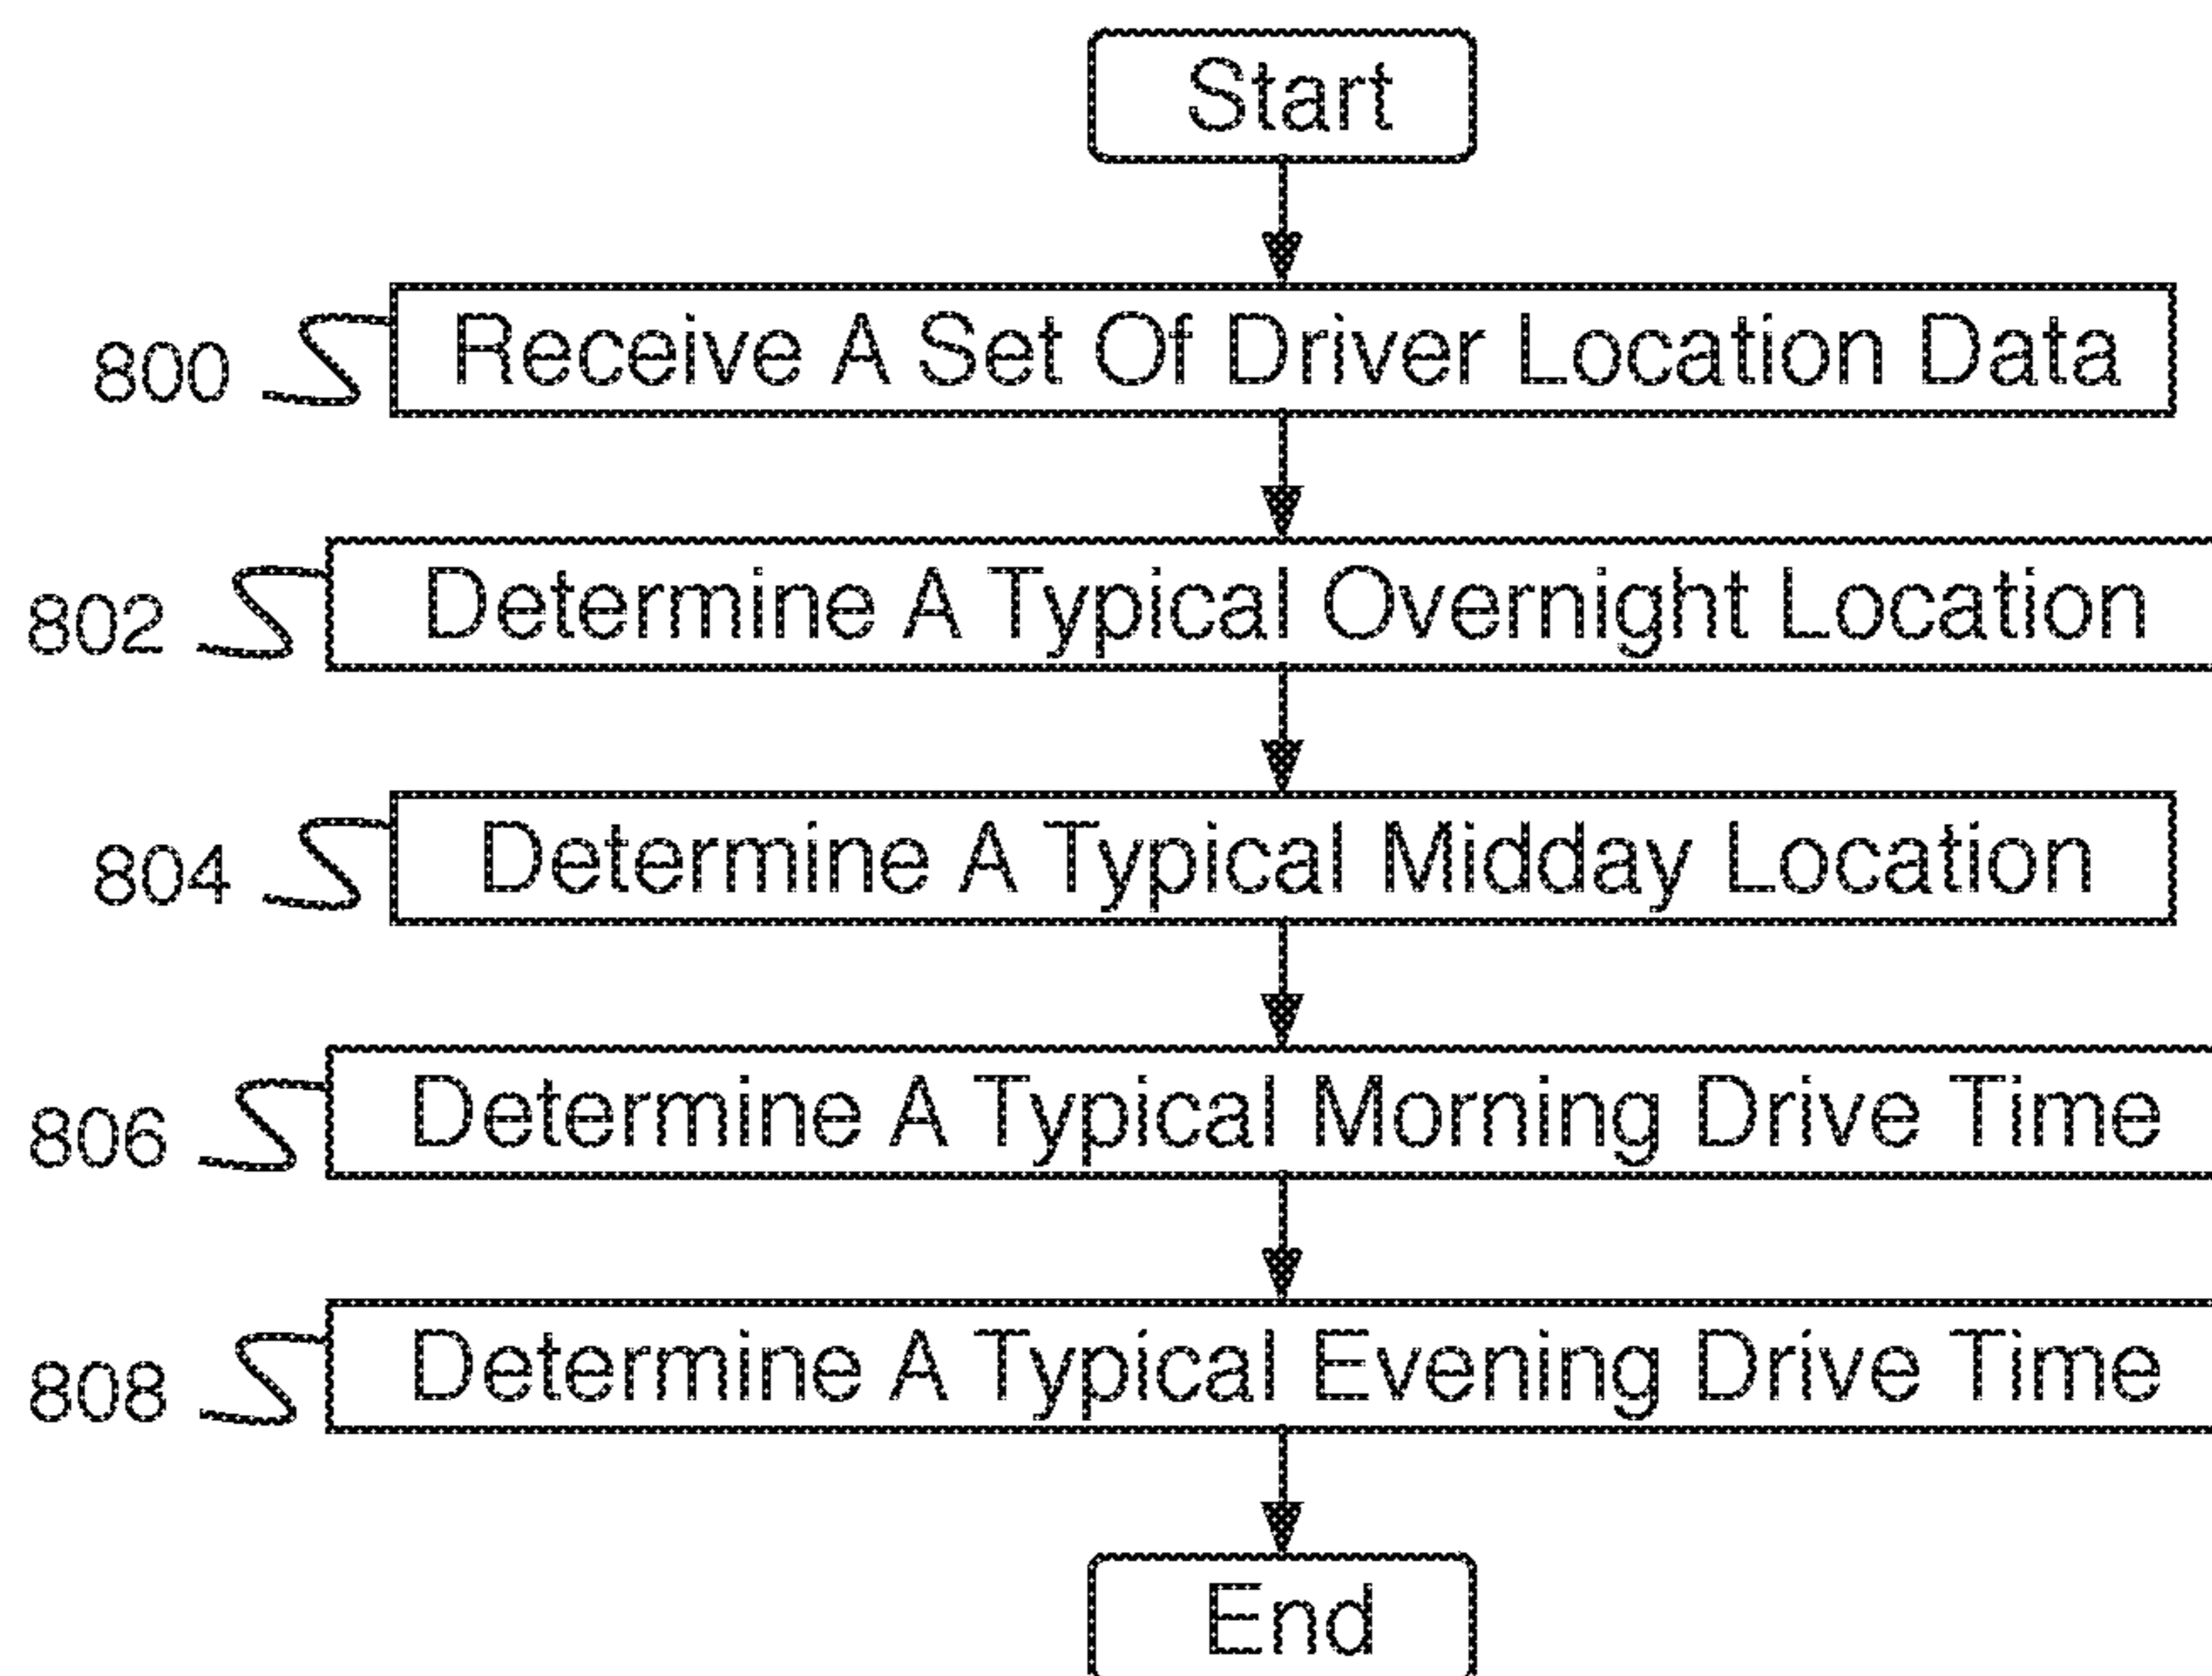 Start
800 Receive A Set Of Driver Location Data
802 Determine A Typical Overnight Location
804 Determine A Typical Midday Location
806 Determine A Typical Morning Drive Time
808 Determine A Typical Evening Drive Time
End